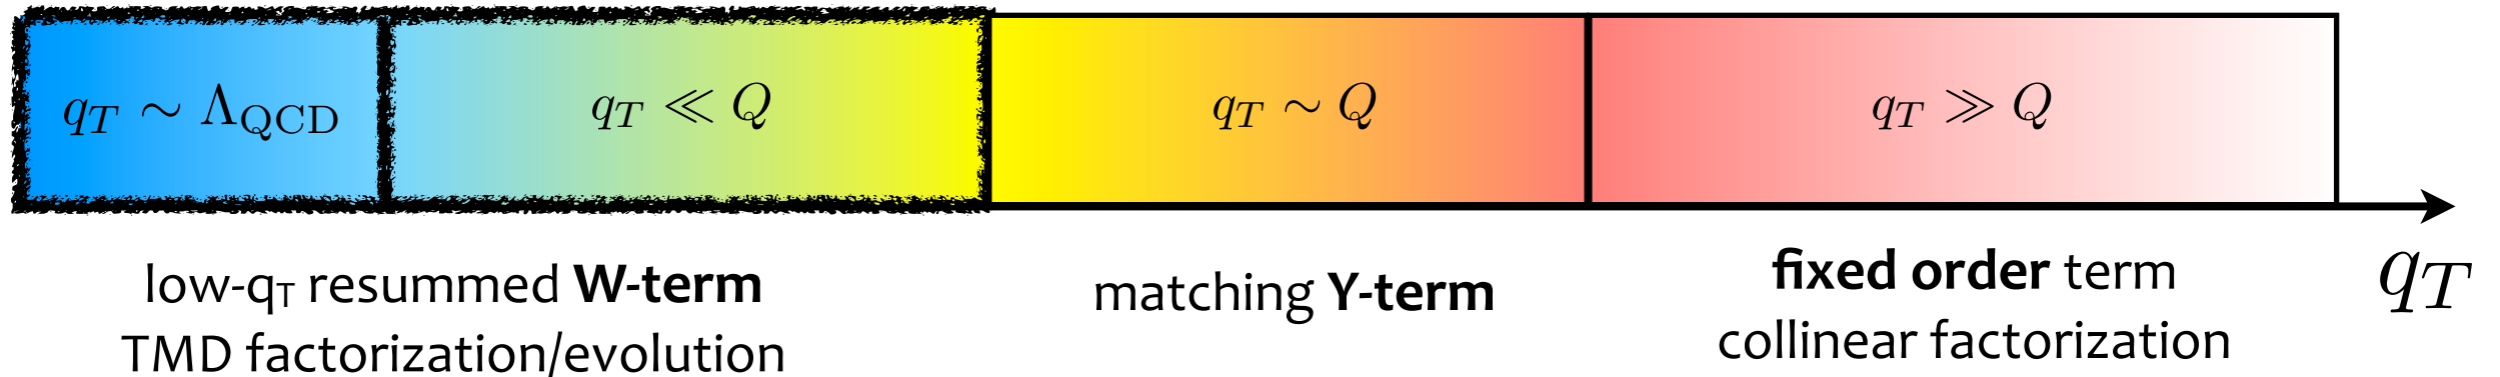 q_T ∼ Λ_QCD
q_T ≪ Q
q_T ∼ Q
q_T ≫ Q
q_T
low-q_T resummed W-term
TMD factorization/evolution
matching Y-term
fixed order term
collinear factorization